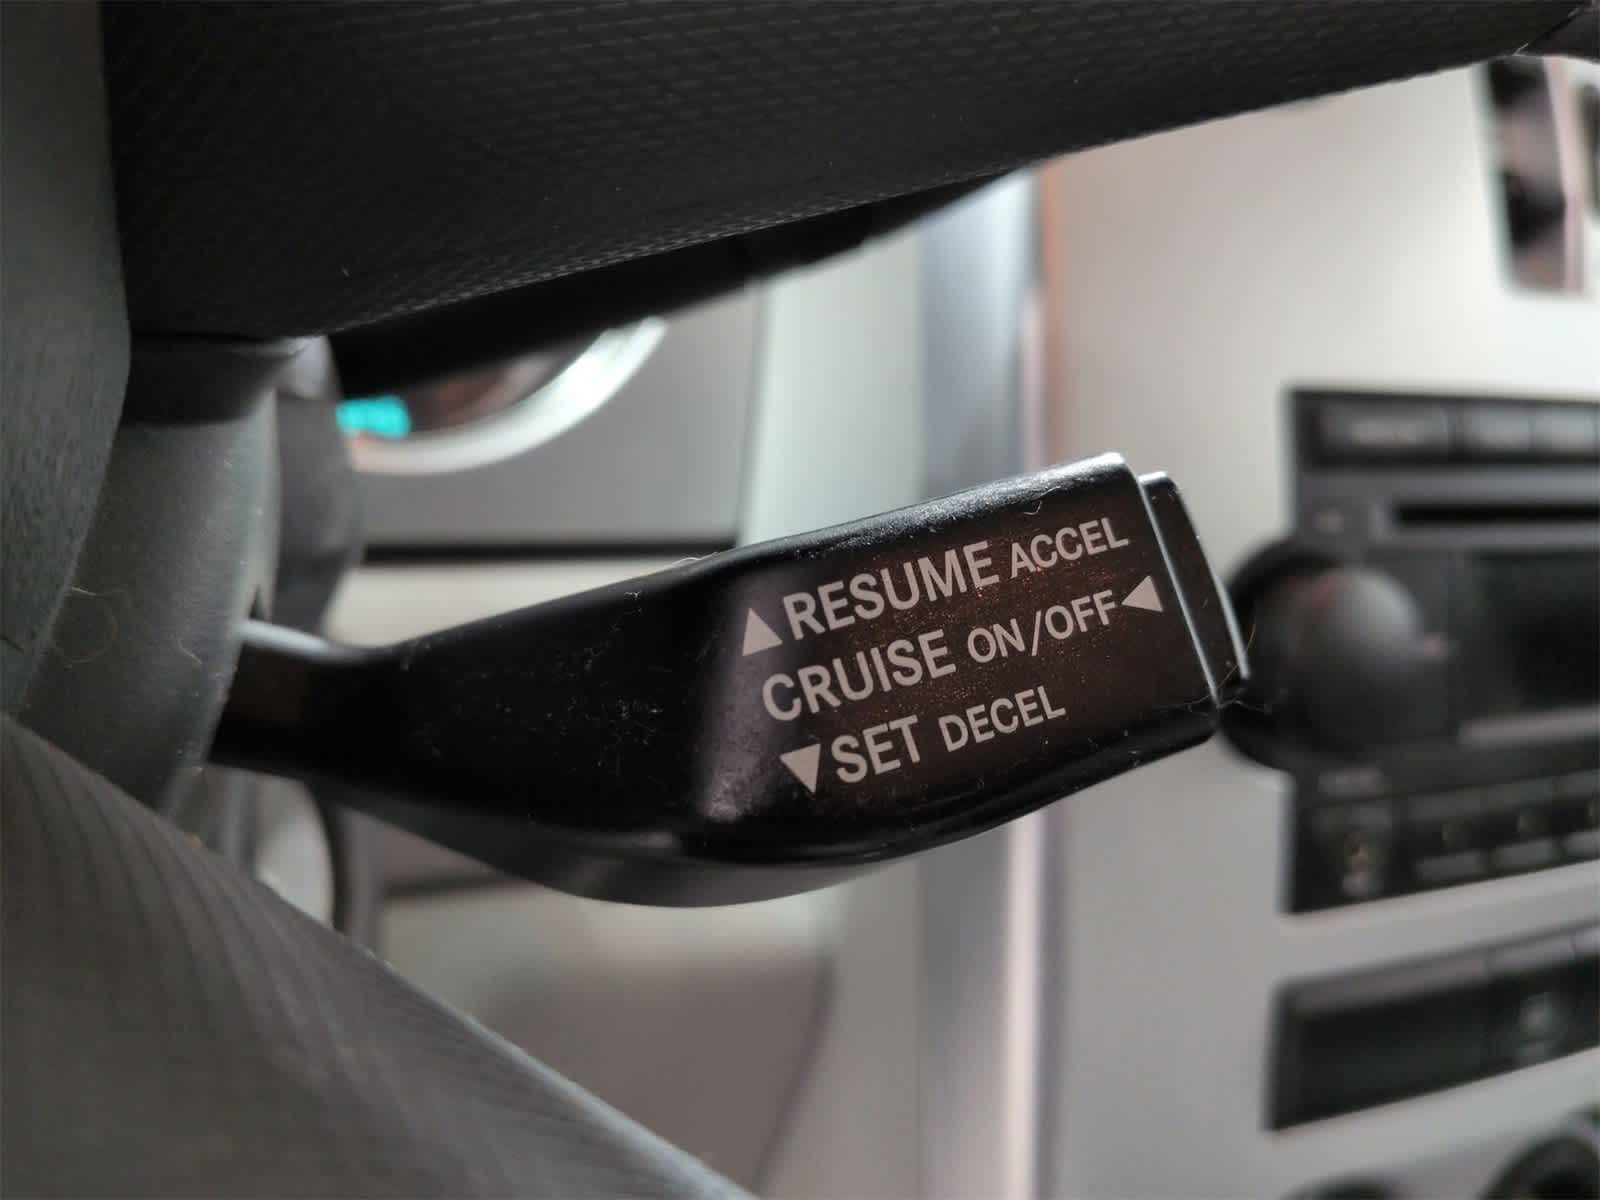 ▲RESUME ACCEL
CRUISE ON/OFF◀
▼SET DECEL